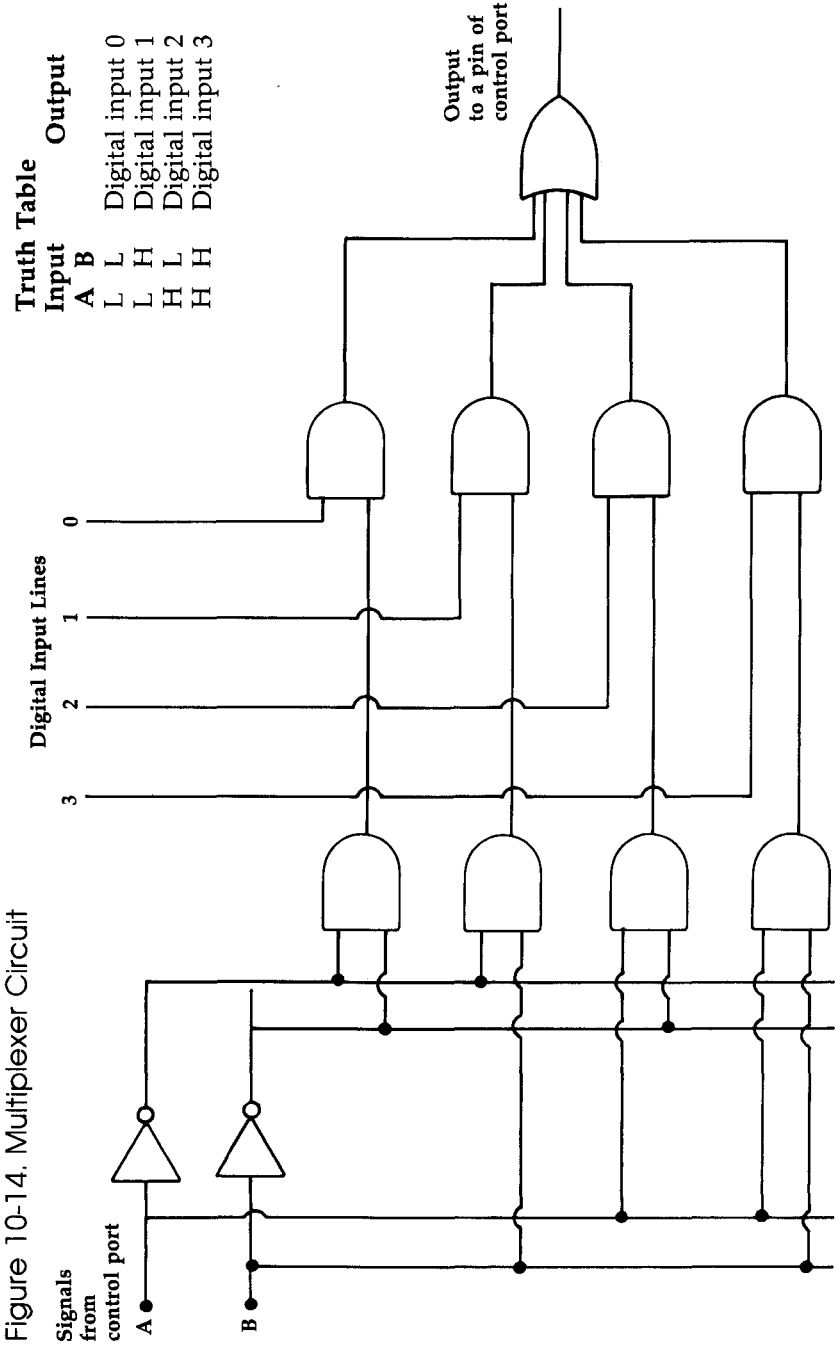 Figure 10-14. Multiplexer Circuit
Signals
from
control port
A
B
Digital Input Lines
3 2 1 0
Truth Table
Input Output
A B
L L Digital input 0
L H Digital input 1
H L Digital input 2
H H Digital input 3
Output
to a pin of
control port